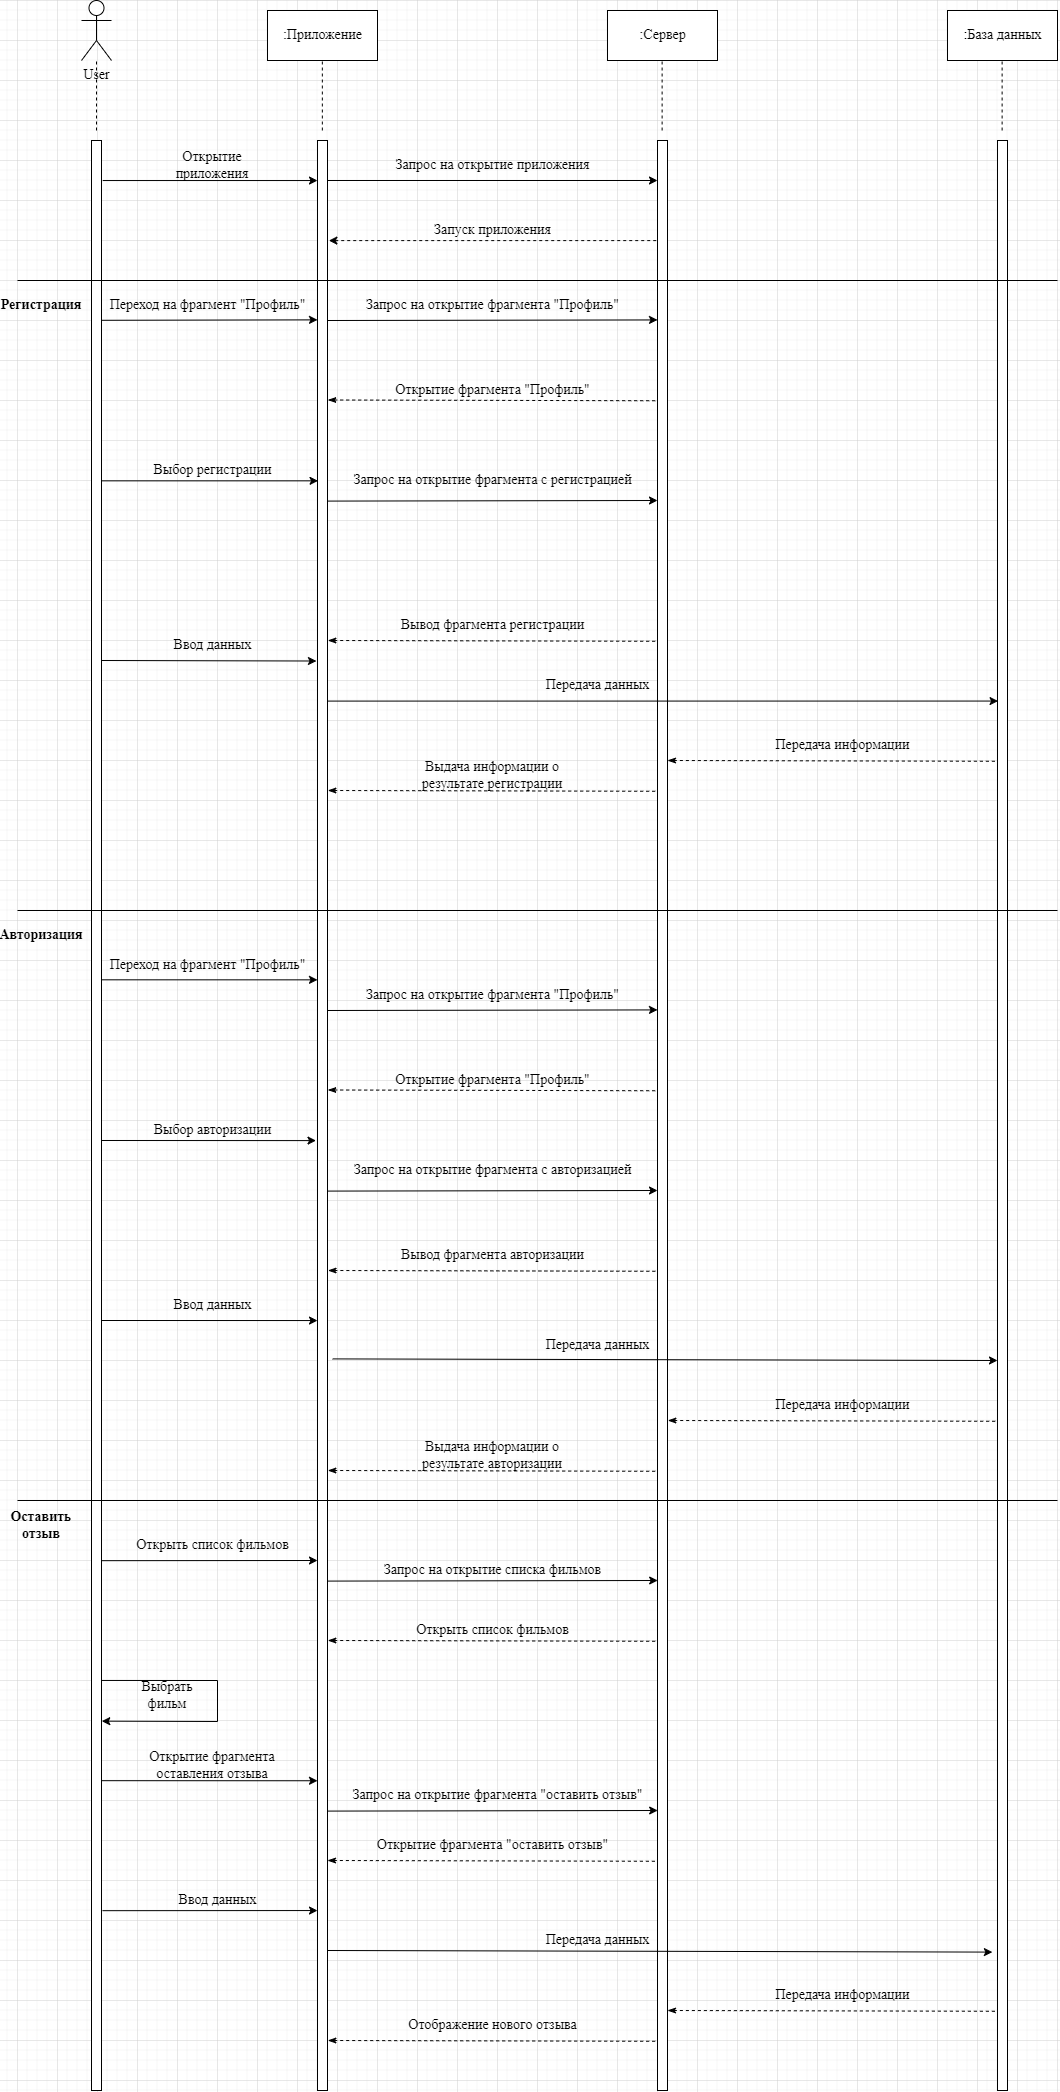 :Приложение
:Сервер
:База данных
User
Открытие
приложения
Запрос на открытие приложения
Запуск приложения
Регистрация
Переход на фрагмент "Профиль"
Запрос на открытие фрагмента "Профиль"
Открытие фрагмента "Профиль"
Выбор регистрации
Запрос на открытие фрагмента с регистрацией
Вывод фрагмента регистрации
Ввод данных
Передача данных
Передача информации
Выдача информации о
результате регистрации
Авторизация
Переход на фрагмент "Профиль"
Запрос на открытие фрагмента "Профиль"
Открытие фрагмента "Профиль"
Выбор авторизации
Запрос на открытие фрагмента с авторизацией
Вывод фрагмента авторизации
Ввод данных
Передача данных
Передача информации
Выдача информации о
результате авторизации
Оставить
отзыв
Открыть список фильмов
Запрос на открытие списка фильмов
Открыть список фильмов
Выбрать
фильм
Открытие фрагмента
оставления отзыва
Запрос на открытие фрагмента "оставить отзыв"
Открытие фрагмента "оставить отзыв"
Ввод данных
Передача данных
Передача информации
Отображение нового отзыва